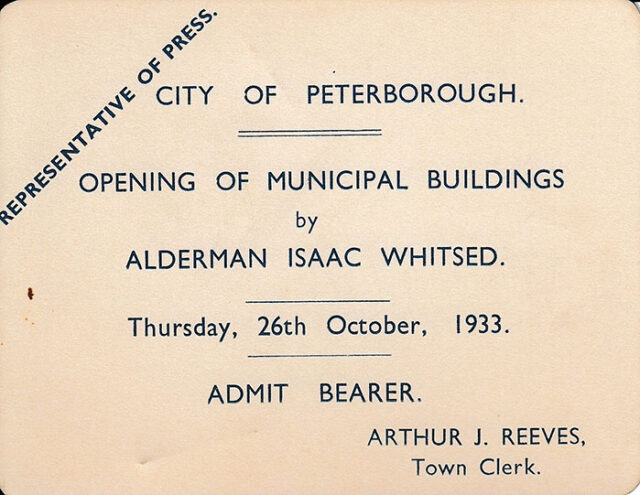 REPRESENTATIVE OF PRESS.
CITY OF PETERBOROUGH.
OPENING OF MUNICIPAL BUILDINGS
by
ALDERMAN ISAAC WHITSED.
Thursday, 26th October, 1933.
ADMIT BEARER.
ARTHUR J. REEVES,
Town Clerk.